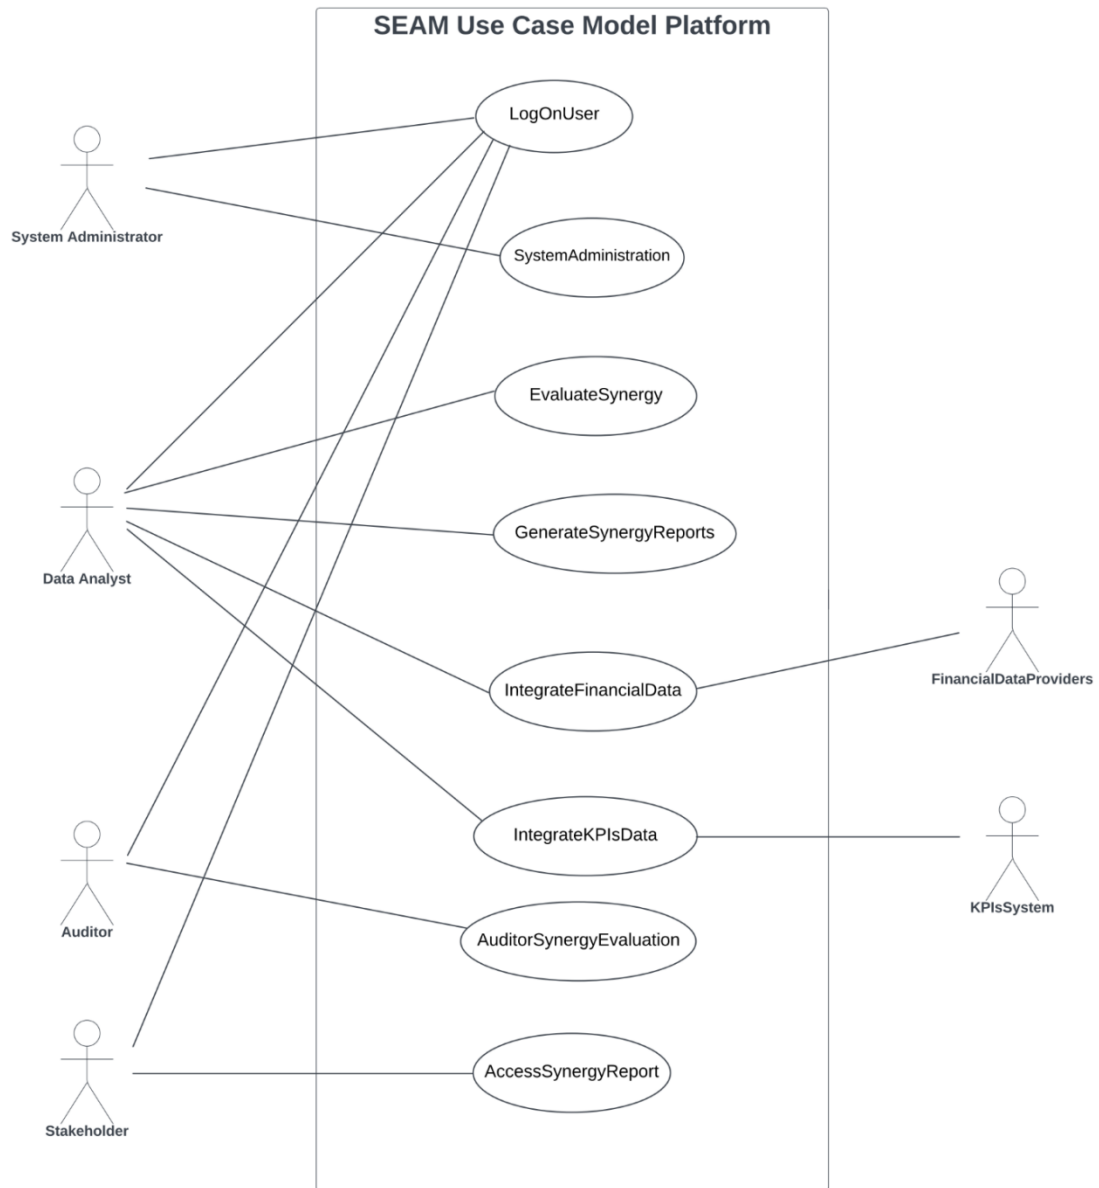 SEAM Use Case Model Platform
LogOnUser
System Administrator
SystemAdministration
EvaluateSynergy
GenerateSynergyReports
Data Analyst
FinancialDataProviders
IntegrateFinancialData
IntegrateKPIsData
KPIsSystem
Auditor
AuditorSynergyEvaluation
AccessSynergyReport
Stakeholder